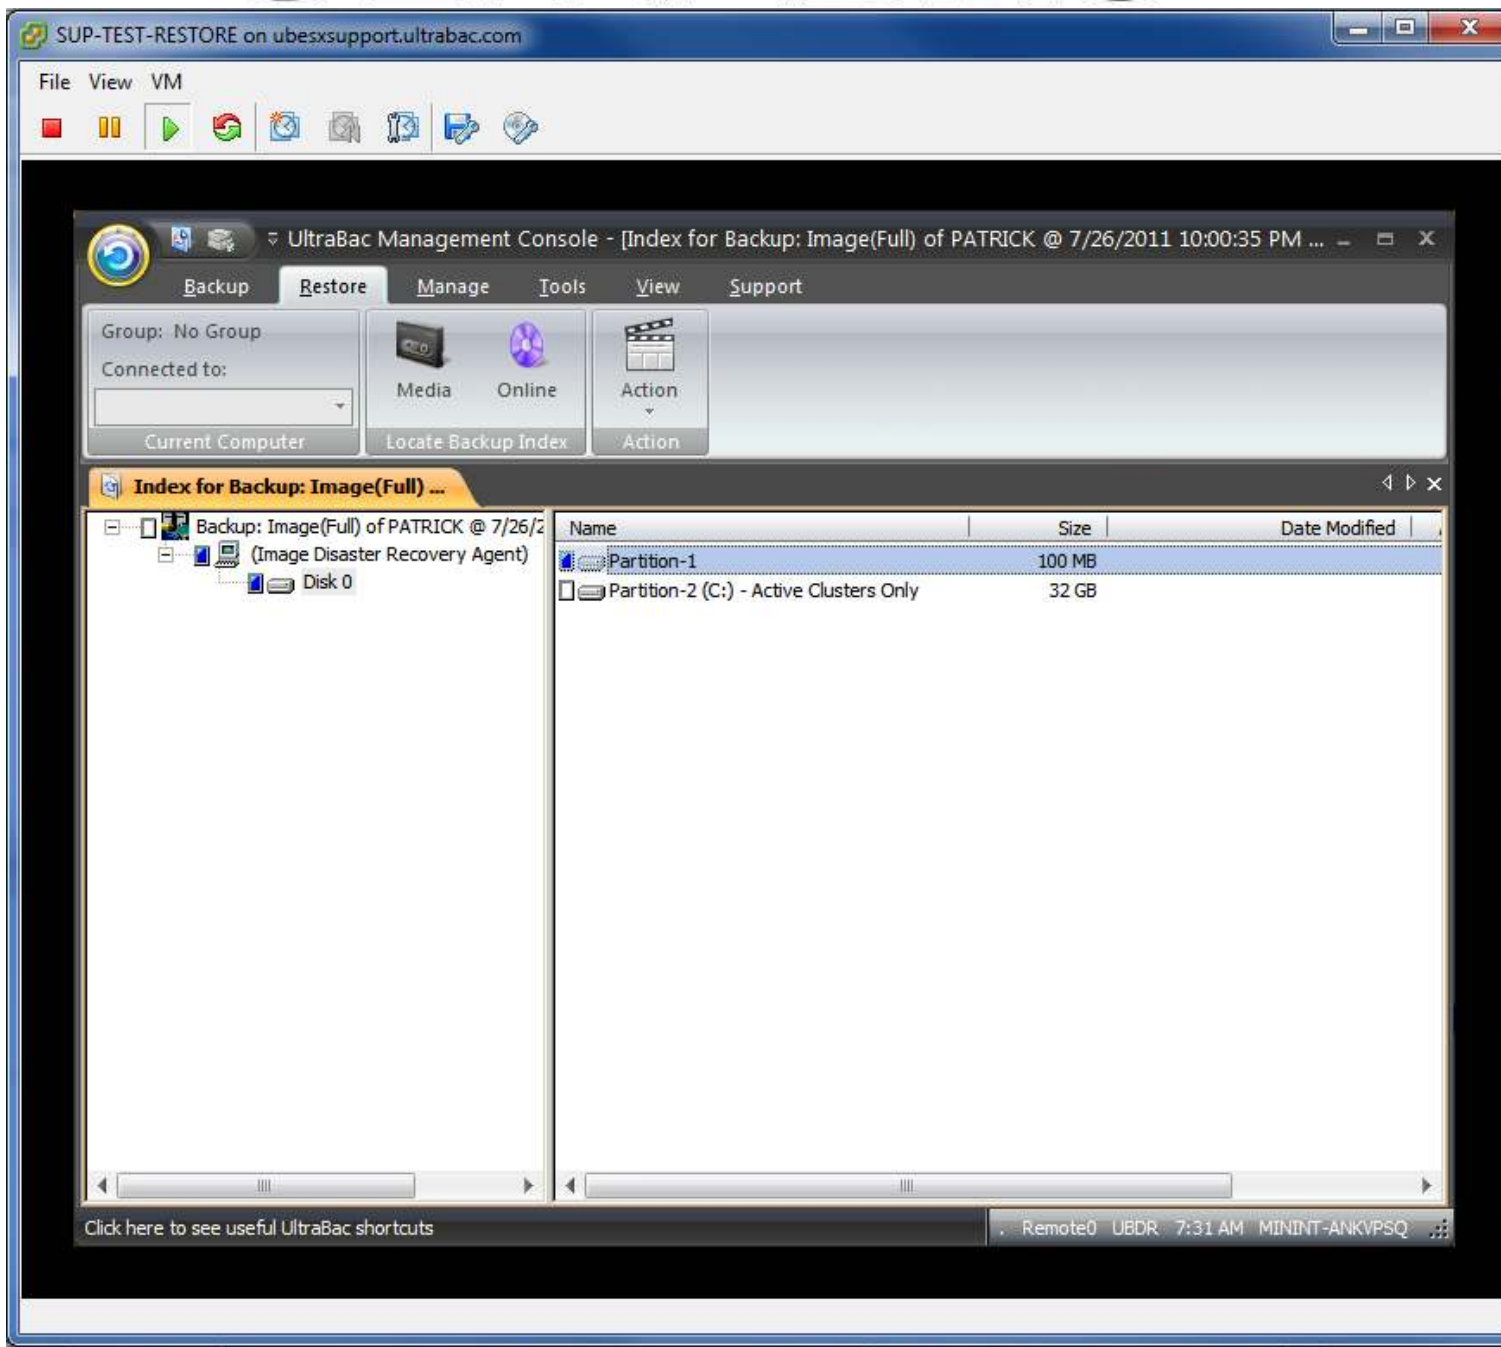 SUP-TEST-RESTORE on ubesxsupport.ultrabac.com
File View VM
UltraBac Management Console - [Index for Backup: Image(Full) of PATRICK @ 7/26/2011 10:00:35 PM ...
Backup Restore Manage Tools View Support
Group: No Group
Connected to:
Media Online Action
Current Computer Locate Backup Index Action
Index for Backup: Image(Full) ...
Backup: Image(Full) of PATRICK @ 7/26/2
(Image Disaster Recovery Agent)
Disk 0
Name Size Date Modified
Partition-1 100 MB
Partition-2 (C:) - Active Clusters Only 32 GB
Click here to see useful UltraBac shortcuts
. Remote0 UBDR 7:31 AM MININT-ANKVPSQ